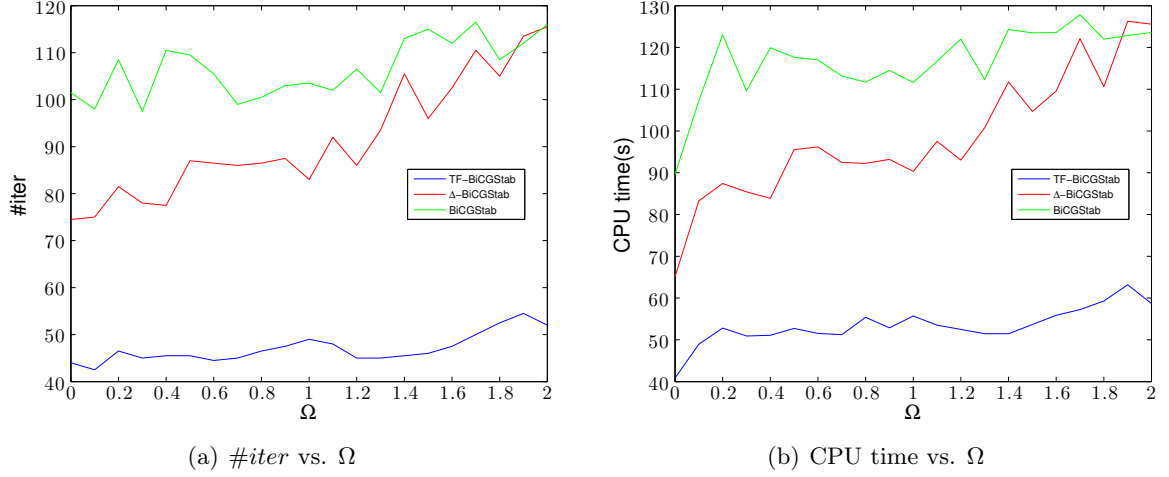 120
110
100
90
80
70
60
50
40
#iter
TF-BiCGStab
Δ-BiCGStab
BiCGStab
0 0.2 0.4 0.6 0.8 1 1.2 1.4 1.6 1.8 2
Ω
(a) #iter vs. Ω
130
120
110
100
90
80
70
60
50
40
CPU time(s)
TF-BiCGStab
Δ-BiCGStab
BiCGStab
0 0.2 0.4 0.6 0.8 1 1.2 1.4 1.6 1.8 2
Ω
(b) CPU time vs. Ω